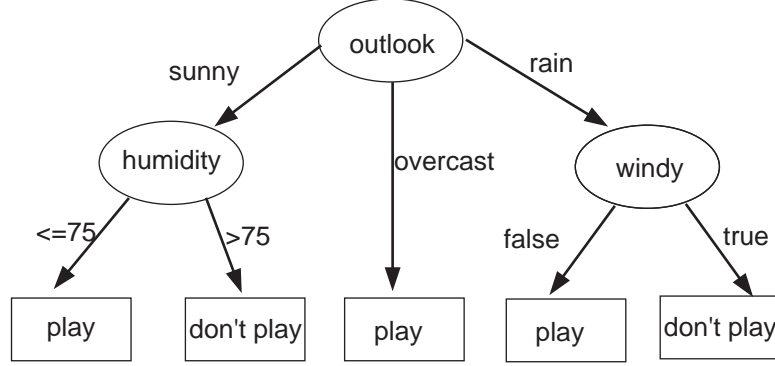 outlook
sunny
rain
humidity
overcast
windy
<=75
>75
false
true
play
don't play
play
play
don't play